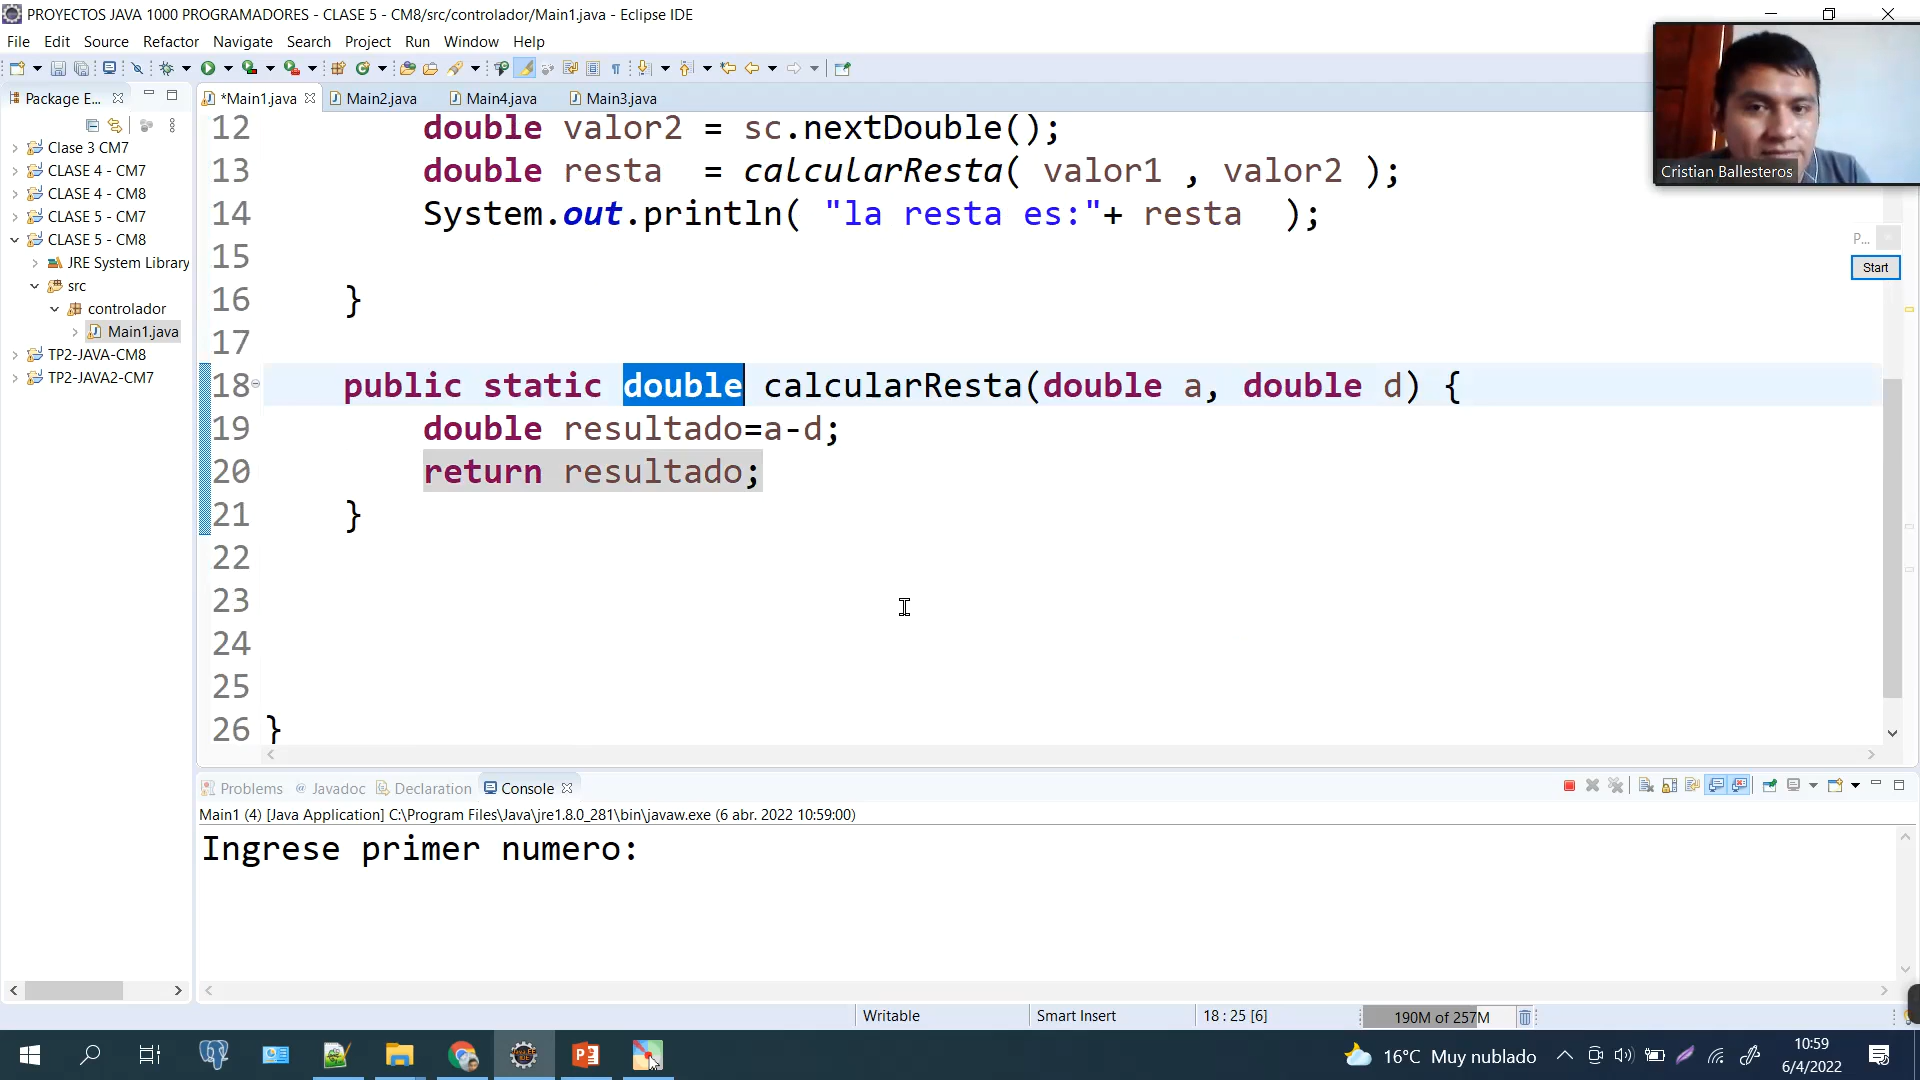 PROYECTOS JAVA 1000 PROGRAMADORES - CLASE 5 - CM8/src/controlador/Main1.java - Eclipse IDE
File Edit Source Refactor Navigate Search Project Run Window Help
Cristian Ballesteros
P...
Start
Package E...
Clase 3 CM7
CLASE 4 - CM7
CLASE 4 - CM8
CLASE 5 - CM7
CLASE 5 - CM8
JRE System Library
src
controlador
Main1.java
TP2-JAVA-CM8
TP2-JAVA2-CM7
*Main1.java Main2.java Main4.java Main3.java
12 double valor2 = sc.nextDouble();
13 double resta  = calcularResta( valor1 , valor2 );
14 System.out.println( "la resta es:"+ resta  );
15
16 }
17
18 public static double calcularResta(double a, double d) {
19 double resultado=a-d;
20 return resultado;
21 }
22
23
24
25
26 }
Problems @ Javadoc Declaration Console
Main1 (4) [Java Application] C:\Program Files\Java\jre1.8.0_281\bin\javaw.exe (6 abr. 2022 10:59:00)
Ingrese primer numero:
Writable Smart Insert 18 : 25 [6] 190M of 257M
16°C Muy nublado
10:59
6/4/2022